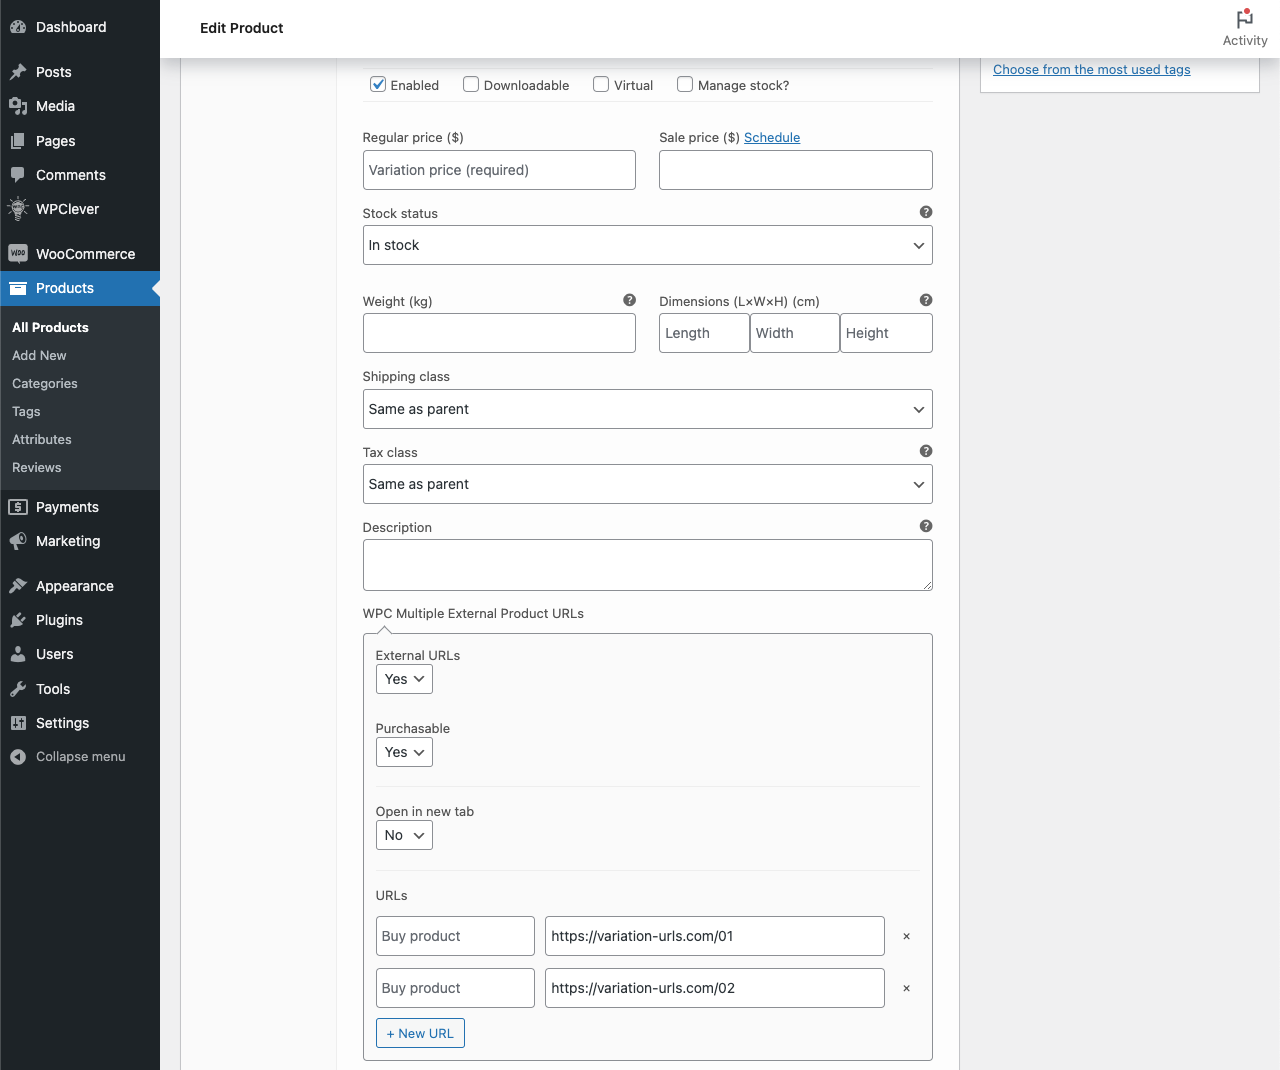 Dashboard
Posts
Media
Pages
Comments
WPClever
Woo
WooCommerce
Products
All Products
Add New
Categories
Tags
Attributes
Reviews
Payments
Marketing
Appearance
Plugins
Users
Tools
Settings
Collapse menu
Edit Product
Activity
Choose from the most used tags
Enabled Downloadable Virtual Manage stock?
Regular price ($) Sale price ($) Schedule
Variation price (required)
Stock status
In stock
Weight (kg) Dimensions (L×W×H) (cm)
Length Width Height
Shipping class
Same as parent
Tax class
Same as parent
Description
WPC Multiple External Product URLs
External URLs
Yes
Purchasable
Yes
Open in new tab
No
URLs
Buy product https://variation-urls.com/01 ×
Buy product https://variation-urls.com/02 ×
+ New URL